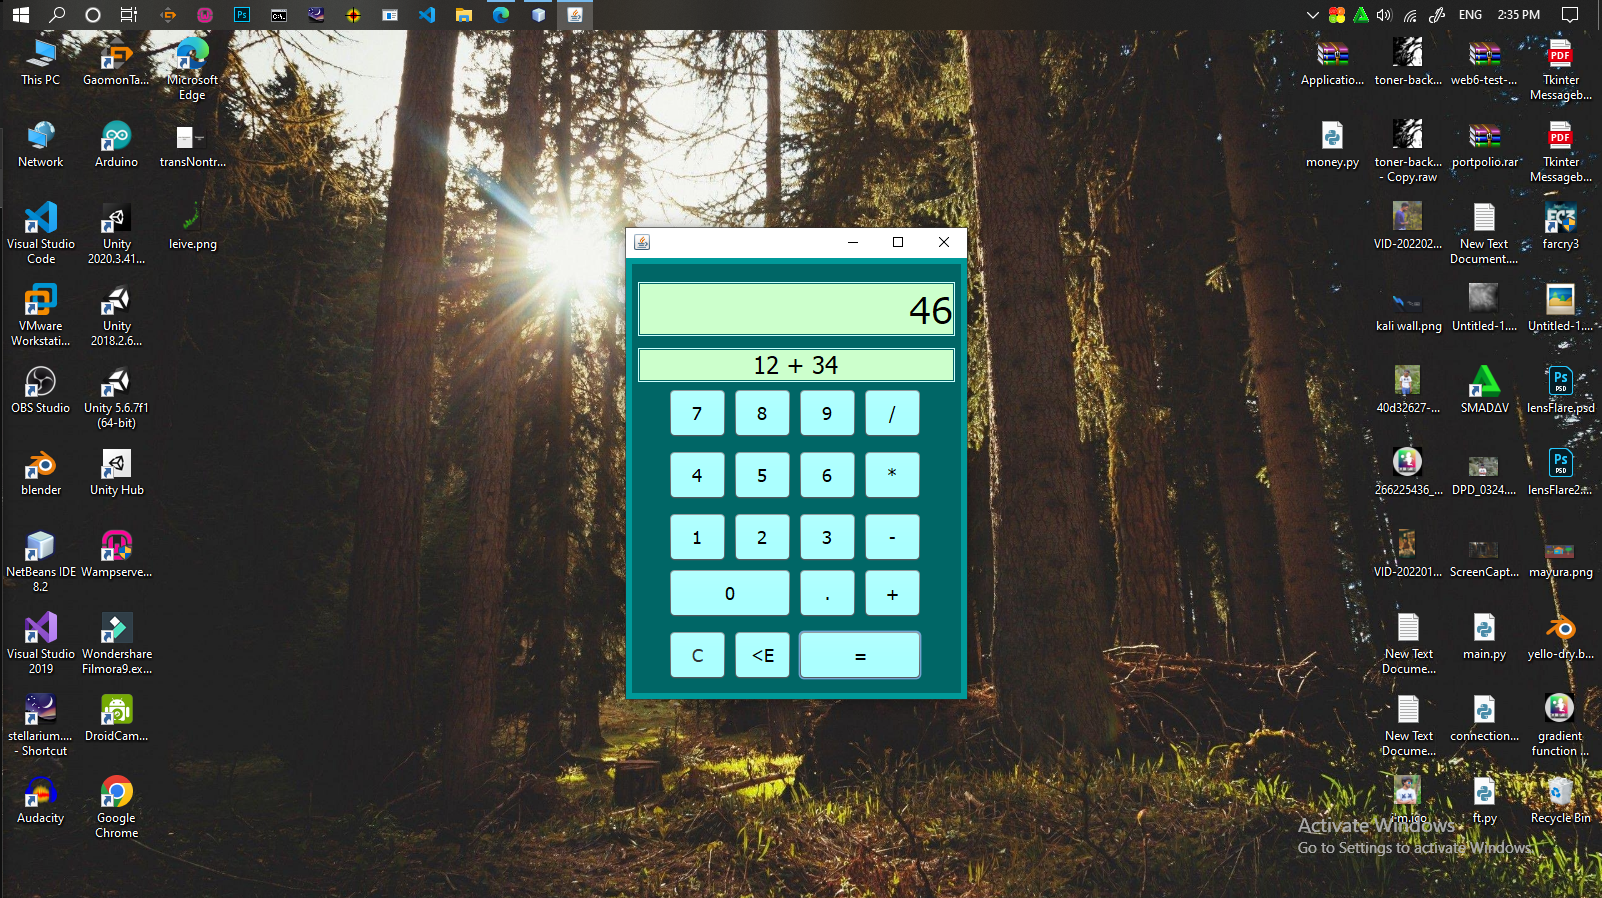 ENG
2:35 PM
This PC
GaomonTa...
Microsoft
Edge
Network
Arduino
transNontr...
Visual Studio
Code
Unity
2020.3.41...
leive.png
VMware
Workstati...
Unity
2018.2.6...
OBS Studio
Unity 5.6.7f1
(64-bit)
blender
Unity Hub
NetBeans IDE
8.2
Wampserve...
Visual Studio
2019
Wondershare
Filmora9.ex...
stellarium....
- Shortcut
DroidCam...
Audacity
Google
Chrome
46
12 + 34
7 8 9 /
4 5 6 *
1 2 3 -
0 . +
C <E =
Applicatio...
toner-back...
web6-test-...
Tkinter
Messageb...
money.py
toner-back...
- Copy.raw
portpolio.rar
Tkinter
Messageb...
VID-202202...
New Text
Document....
farcry3
kali wall.png
Untitled-1....
Untitled-1....
40d32627-...
SMADΔV
lensFlare.psd
266225436_...
DPD_0324....
lensFlare2....
VID-202201...
ScreenCapt...
mayura.png
New Text
Docume...
main.py
yello-dry.b...
New Text
Docume...
connection...
gradient
function ...
i-m.ico
ft.py
Recycle Bin
Activate Windows
Go to Settings to activate Windows.